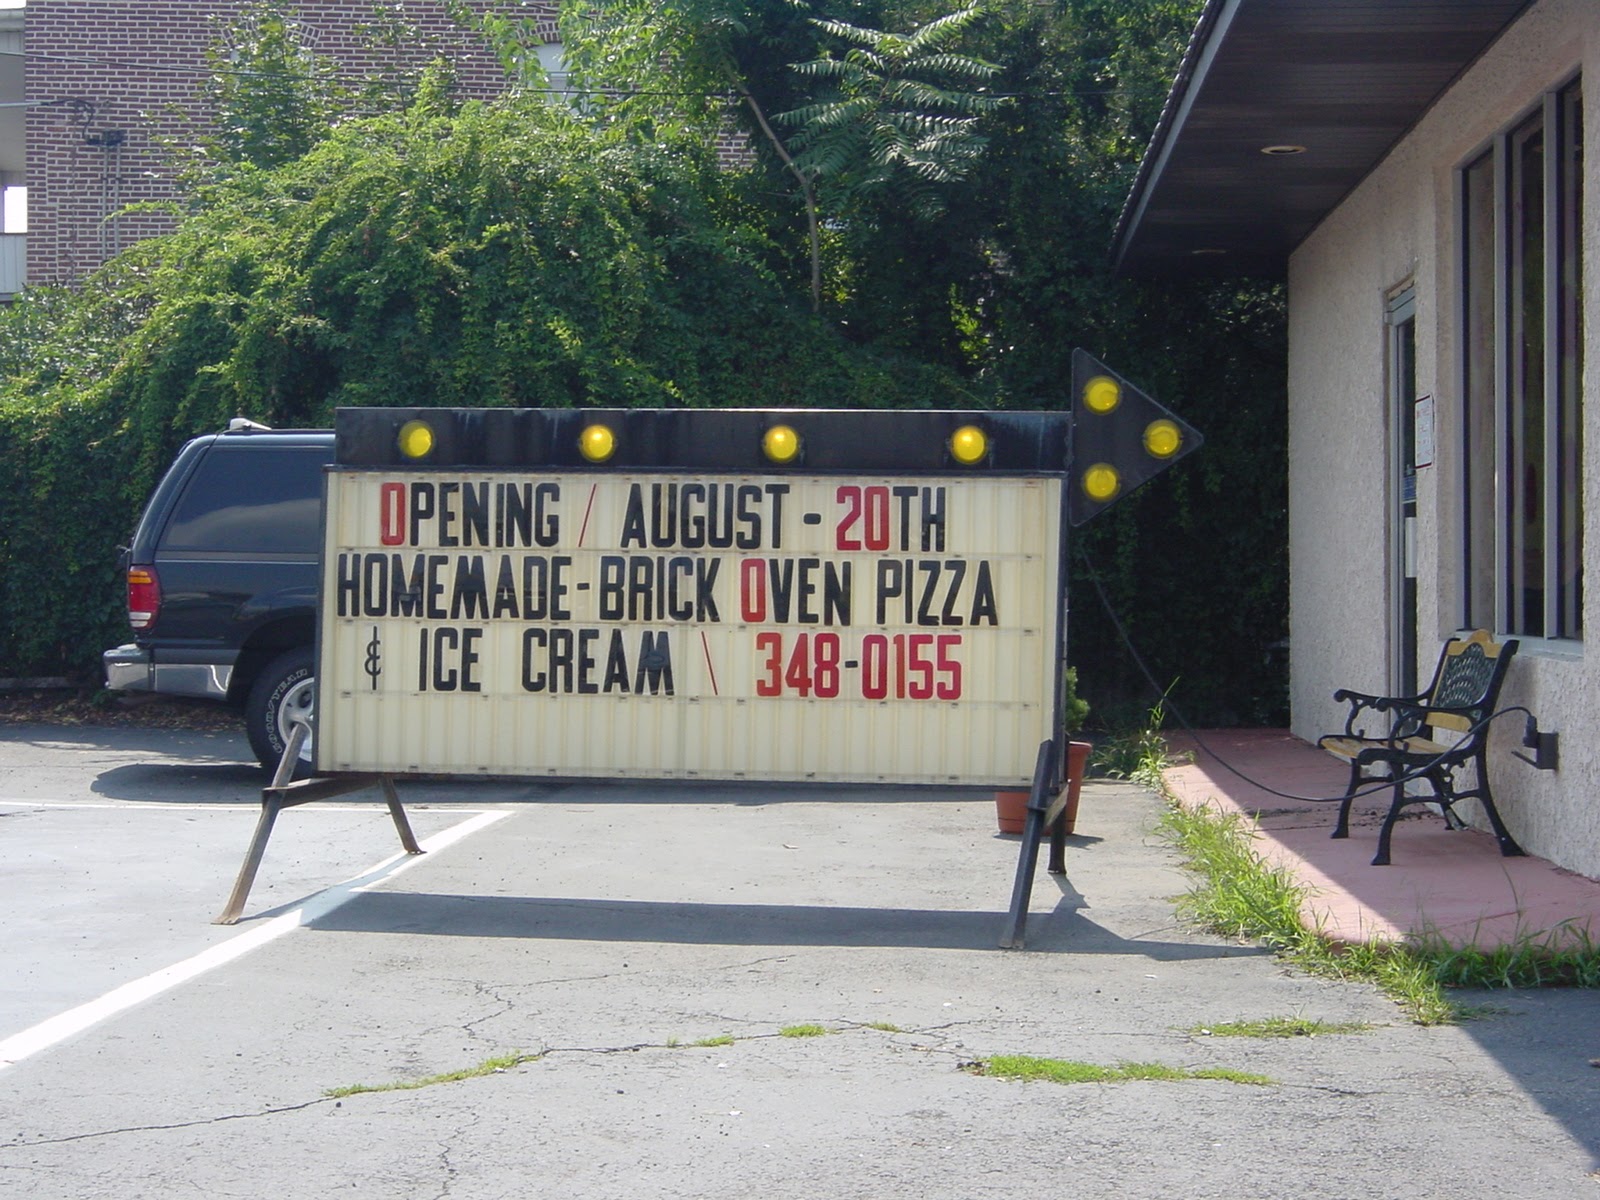 OPENING / AUGUST - 20TH
HOMEMADE-BRICK OVEN PIZZA
& ICE CREAM \ 348-0155